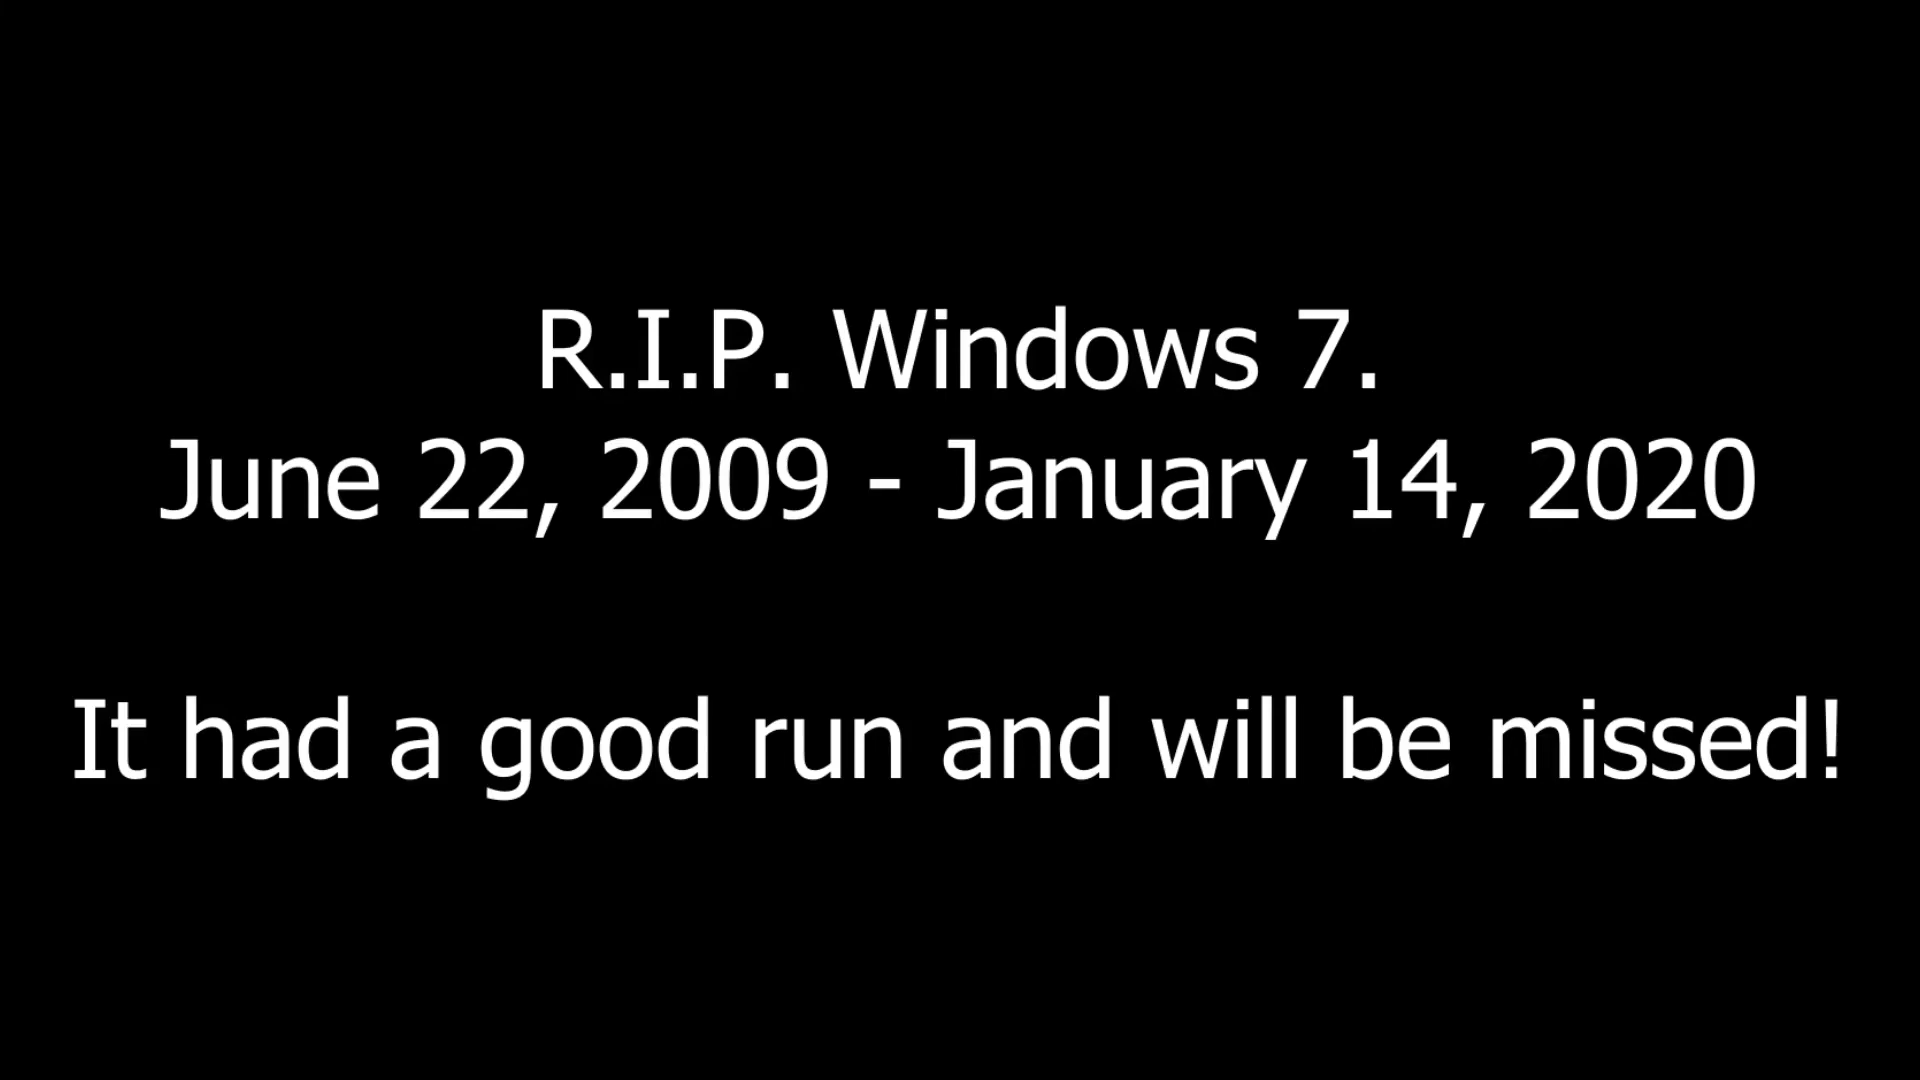 R.I.P. Windows 7.
June 22, 2009 - January 14, 2020
It had a good run and will be missed!